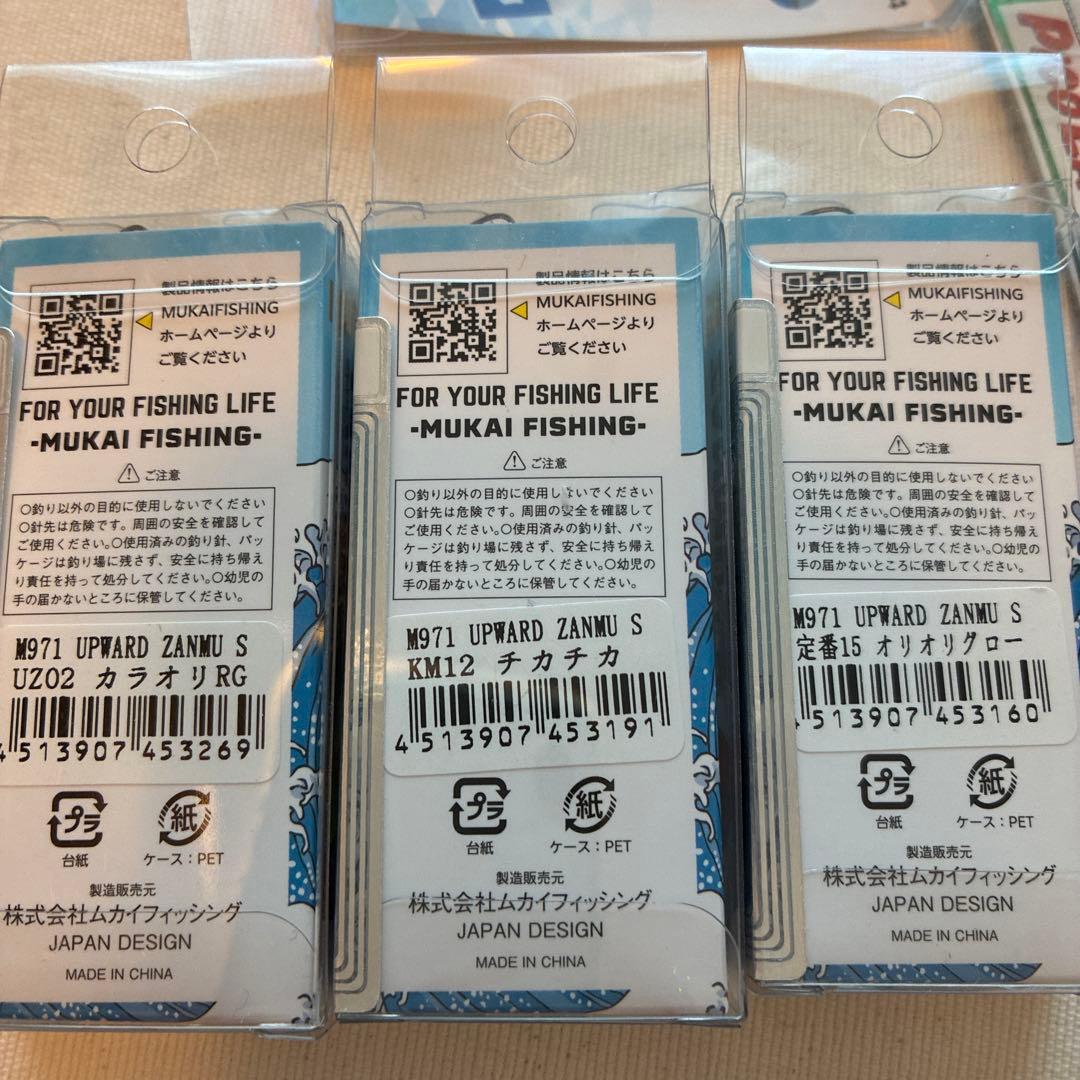 製品情報はこちら
MUKAIFISHING
ホームページより
ご覧ください
FOR YOUR FISHING LIFE
-MUKAI FISHING-
ご注意
○釣り以外の目的に使用しないでください
○針先は危険です。周囲の安全を確認して
ご使用ください。○使用済みの釣り針、パッ
ケージは釣り場に残さず、安全に持ち帰え
り責任を持って処分してください。○幼児の
手の届かないところに保管してください。
M971 UPWARD ZANMU S
UZ02 カラオリRG
4513907 453269
プラ
紙
台紙
ケース:PET
製造販売元
株式会社ムカイフィッシング
JAPAN DESIGN
MADE IN CHINA
製品情報はこちら
MUKAIFISHING
ホームページより
ご覧ください
FOR YOUR FISHING LIFE
-MUKAI FISHING-
ご注意
○釣り以外の目的に使用しないでください
○針先は危険です。周囲の安全を確認して
ご使用ください。○使用済みの釣り針、パッ
ケージは釣り場に残さず、安全に持ち帰え
り責任を持って処分してください。○幼児の
手の届かないところに保管してください。
M971 UPWARD ZANMU S
KM12 チカチカ
4513907 453191
プラ
紙
台紙
ケース:PET
製造販売元
株式会社ムカイフィッシング
JAPAN DESIGN
MADE IN CHINA
製品情報はこちら
MUKAIFISHING
ホームページより
ご覧ください
FOR YOUR FISHING LIFE
-MUKAI FISHING-
ご注意
○釣り以外の目的に使用しないでください
○針先は危険です。周囲の安全を確認して
ご使用ください。○使用済みの釣り針、パッ
ケージは釣り場に残さず、安全に持ち帰え
り責任を持って処分してください。○幼児の
手の届かないところに保管してください。
M971 UPWARD ZANMU S
定番15 オリオリグロー
4513907 453160
プラ
紙
台紙
ケース:PET
製造販売元
株式会社ムカイフィッシング
JAPAN DESIGN
MADE IN CHINA